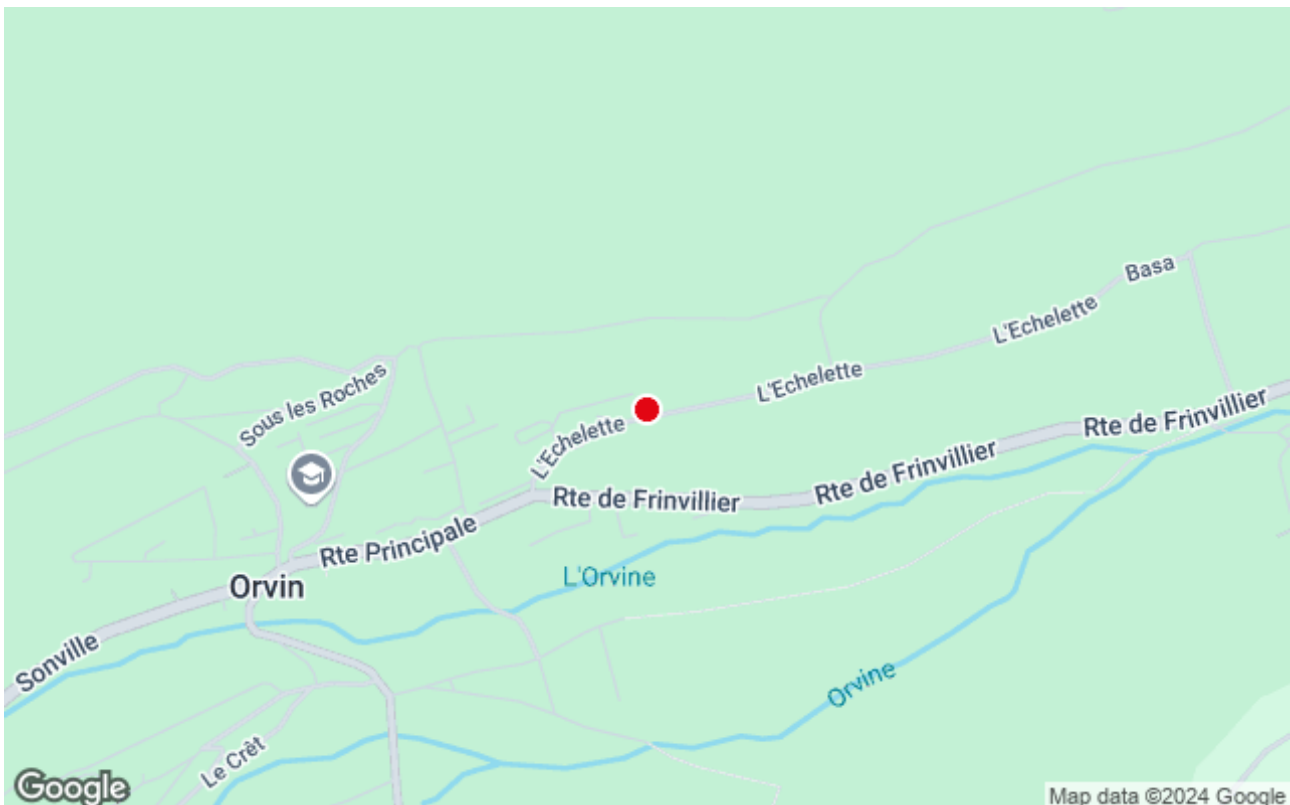 Basa
L'Echelette
L'Echelette
Sous les Roches
L'Echelette
Rte de Frinvillier
Rte de Frinvillier
Rte de Frinvillier
Rte Principale
L'Orvine
Orvin
Sonville
Orvine
Le Crêt
Google
Map data ©2024 Google